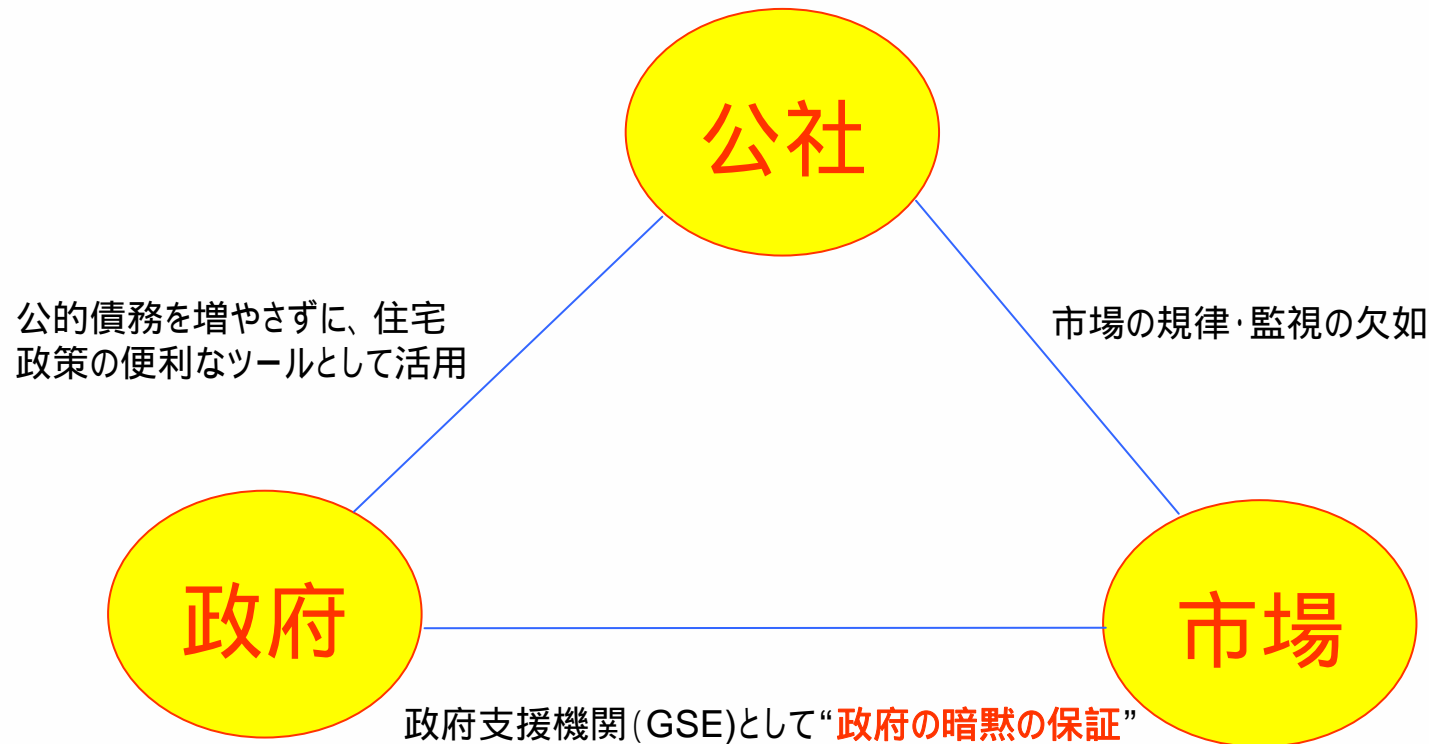 公社
公的債務を増やさずに、住宅
政策の便利なツールとして活用
市場の規律・監視の欠如
政府
市場
政府支援機関(GSE)として“政府の暗黙の保証”